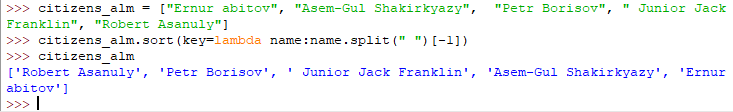 >>> citizens_alm = ["Ernur abitov", "Asem-Gul Shakirkyazy",  "Petr Borisov", " Junior Jack
Franklin", "Robert Asanuly"]
>>> citizens_alm.sort(key=lambda name:name.split(" ")[-1])
>>> citizens_alm
['Robert Asanuly', 'Petr Borisov', ' Junior Jack Franklin', 'Asem-Gul Shakirkyazy', 'Ernur
abitov']
>>>